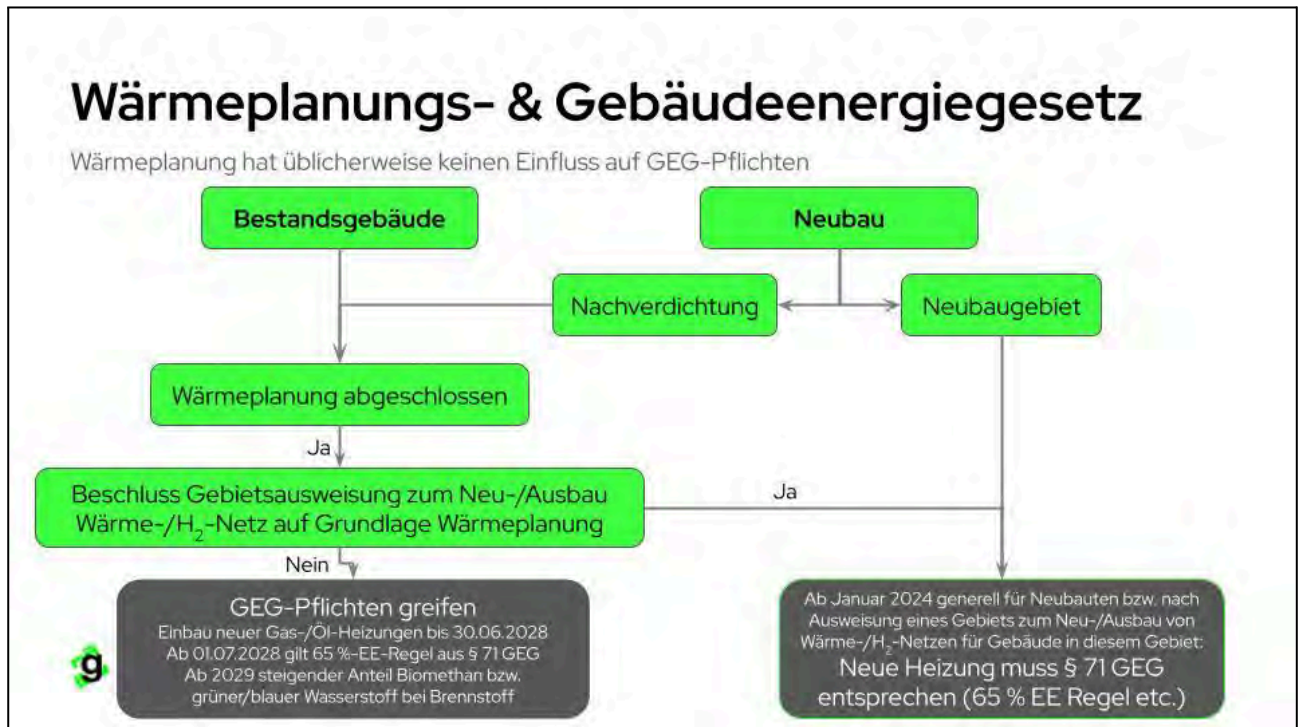 Wärmeplanungs- & Gebäudeenergiegesetz
Wärmeplanung hat üblicherweise keinen Einfluss auf GEG-Pflichten
Bestandsgebäude
Neubau
Nachverdichtung
Neubaugebiet
Wärmeplanung abgeschlossen
Ja
Beschluss Gebietsausweisung zum Neu-/Ausbau
Wärme-/H₂-Netz auf Grundlage Wärmeplanung
Ja
Nein
GEG-Pflichten greifen
Einbau neuer Gas-/Öl-Heizungen bis 30.06.2028
Ab 01.07.2028 gilt 65 %-EE-Regel aus § 71 GEG
Ab 2029 steigender Anteil Biomethan bzw.
grüner/blauer Wasserstoff bei Brennstoff
Ab Januar 2024 generell für Neubauten bzw. nach
Ausweisung eines Gebiets zum Neu-/Ausbau von
Wärme-/H₂-Netzen für Gebäude in diesem Gebiet:
Neue Heizung muss § 71 GEG
entsprechen (65 % EE Regel etc.)
g